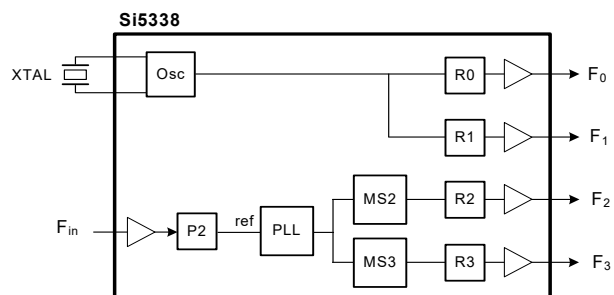 Si5338
XTAL
Osc
R0
F0
R1
F1
MS2
R2
F2
Fin
P2
ref
PLL
MS3
R3
F3